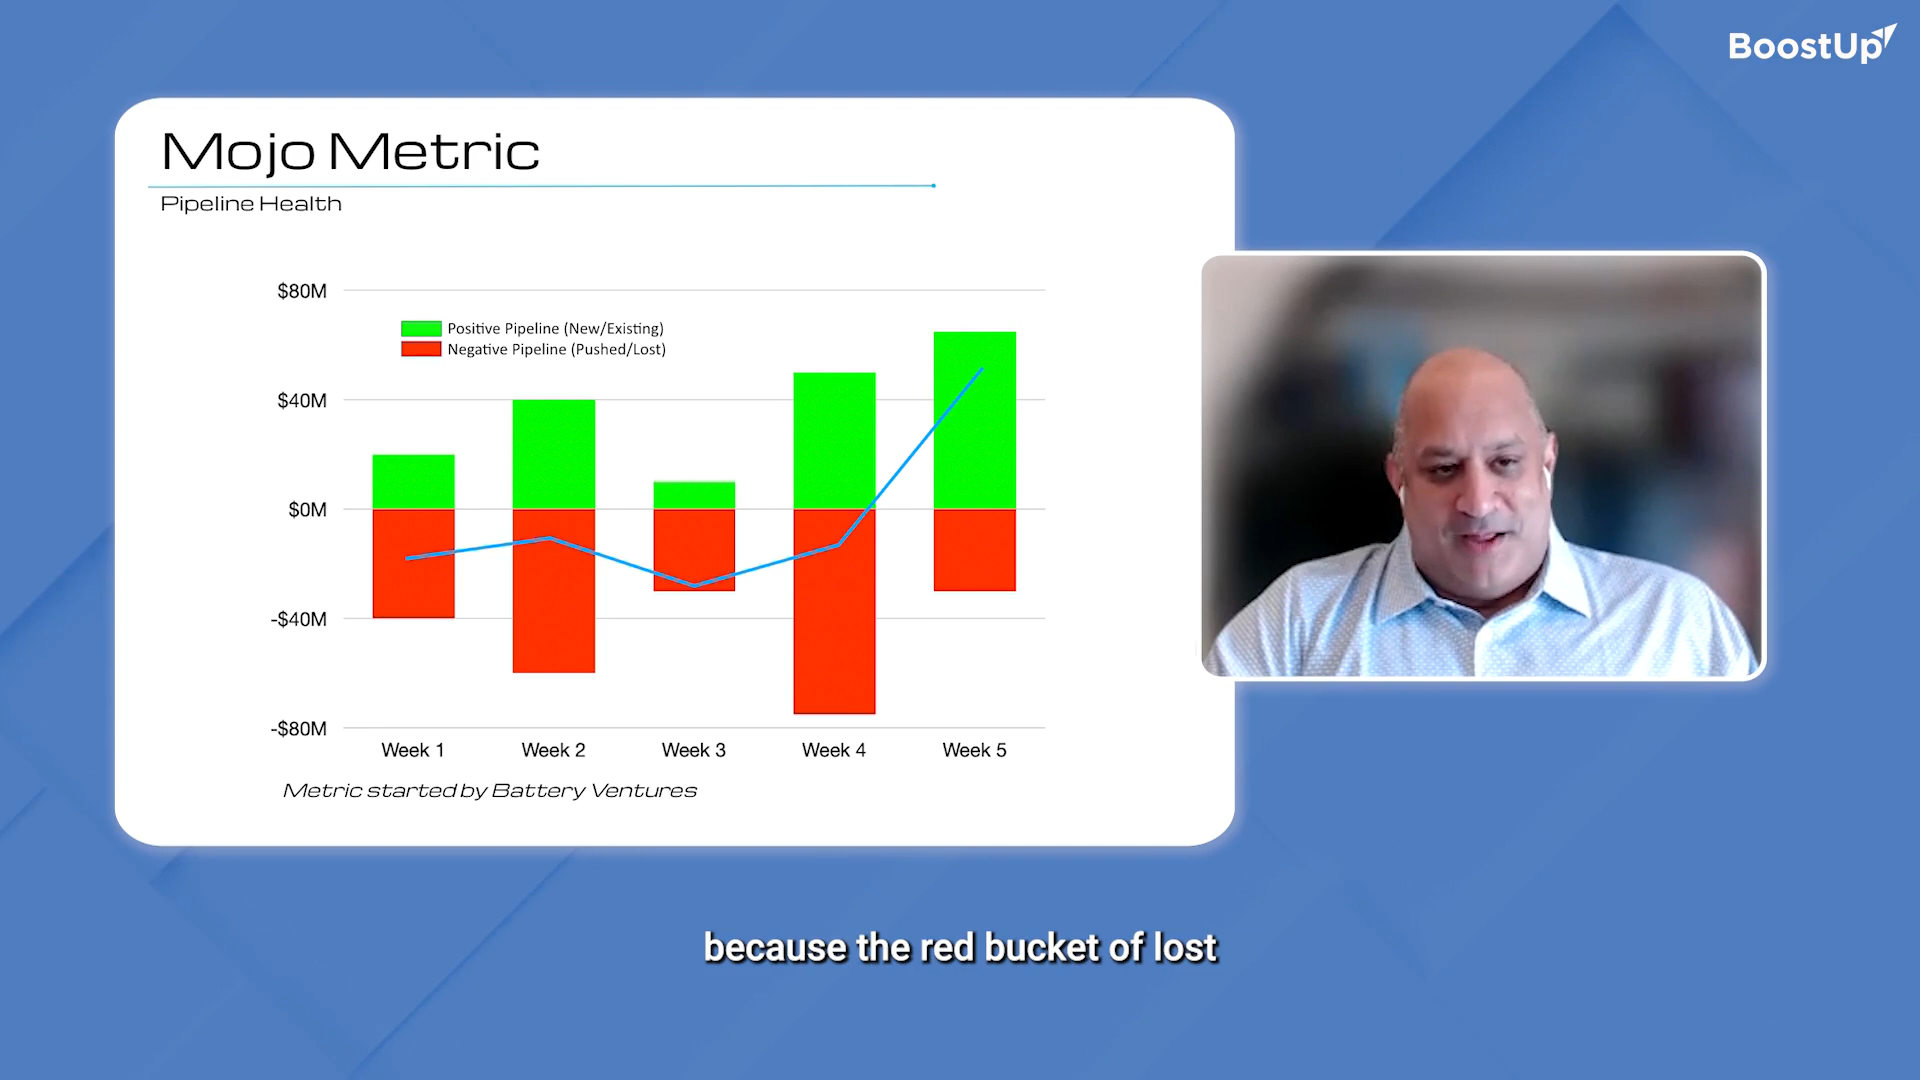 BoostUp
Mojo Metric
Pipeline Health
$80M
Positive Pipeline (New/Existing)
Negative Pipeline (Pushed/Lost)
$40M
$0M
-$40M
-$80M
Week 1 Week 2 Week 3 Week 4 Week 5
Metric started by Battery Ventures
because the red bucket of lost